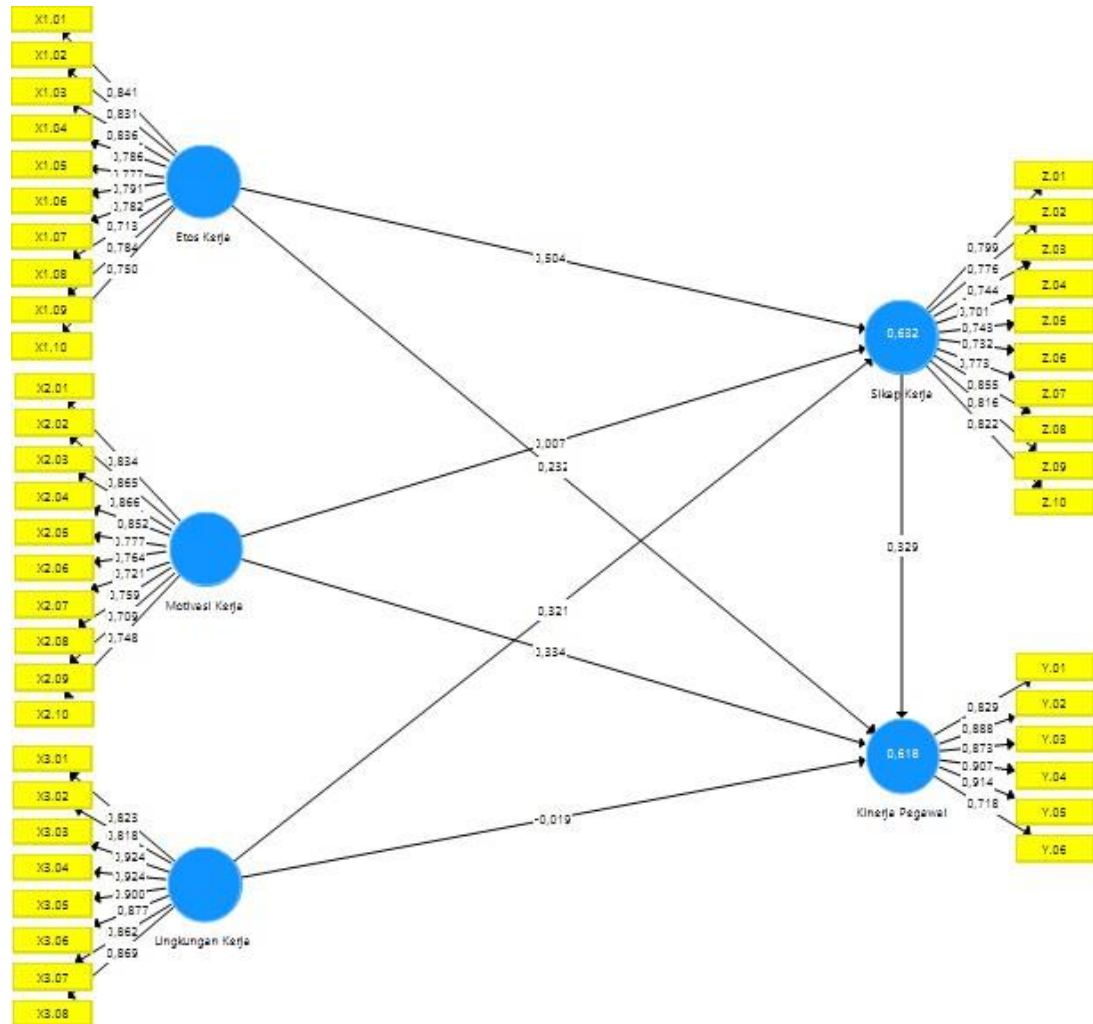 X1.01
X1.02
X1.03
X1.04
X1.05
X1.06
X1.07
X1.08
X1.09
X1.10
0,841
0,831
0,836
0,786
0,777
0,791
0,782
0,713
0,784
0,750
Etos Kerja
X2.01
X2.02
X2.03
X2.04
X2.05
X2.06
X2.07
X2.08
X2.09
X2.10
0,834
0,865
0,866
0,852
0,777
0,764
0,721
0,759
0,709
0,748
Motivasi Kerja
X3.01
X3.02
X3.03
X3.04
X3.05
X3.06
X3.07
X3.08
0,823
0,818
0,924
0,924
0,900
0,877
0,862
0,869
Lingkungan Kerja
0,504
0,007
0,232
0,321
0,334
-0,019
0,632
Sikap Kerja
0,329
0,618
Kinerja Pegawai
0,799
0,776
0,744
0,701
0,743
0,732
0,773
0,855
0,816
0,822
Z.01
Z.02
Z.03
Z.04
Z.05
Z.06
Z.07
Z.08
Z.09
Z.10
0,829
0,888
0,873
0,907
0,914
0,718
Y.01
Y.02
Y.03
Y.04
Y.05
Y.06